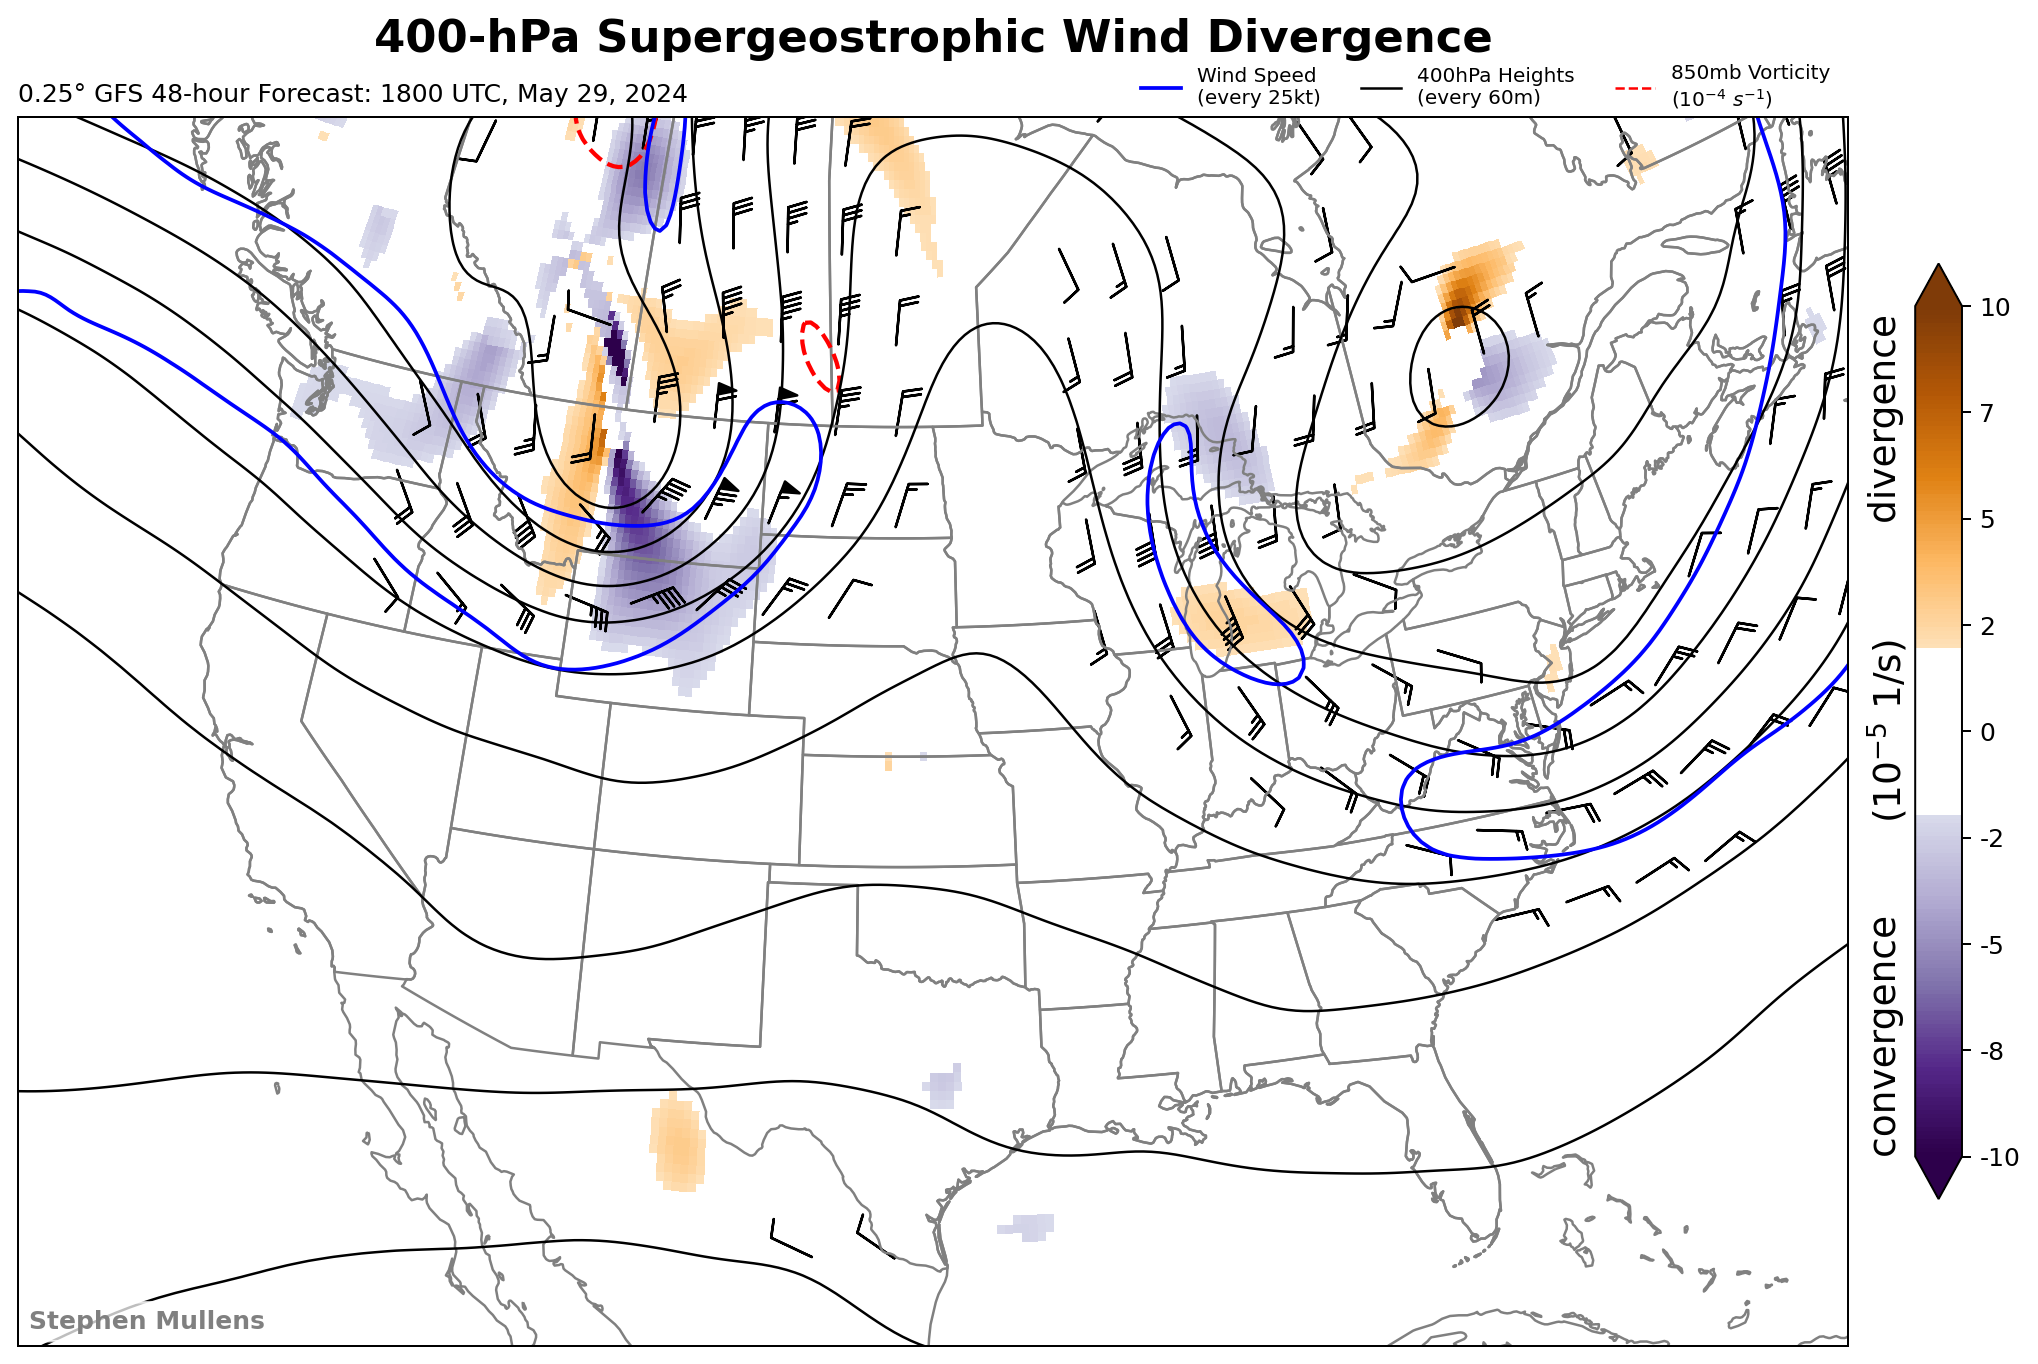 400-hPa Supergeostrophic Wind Divergence
0.25° GFS 48-hour Forecast: 1800 UTC, May 29, 2024
Wind Speed
(every 25kt)
400hPa Heights
(every 60m)
850mb Vorticity
(10⁻⁴ s⁻¹)
10
7
5
2
0
-2
-5
-8
-10
convergence (10⁻⁵ 1/s) divergence
Stephen Mullens